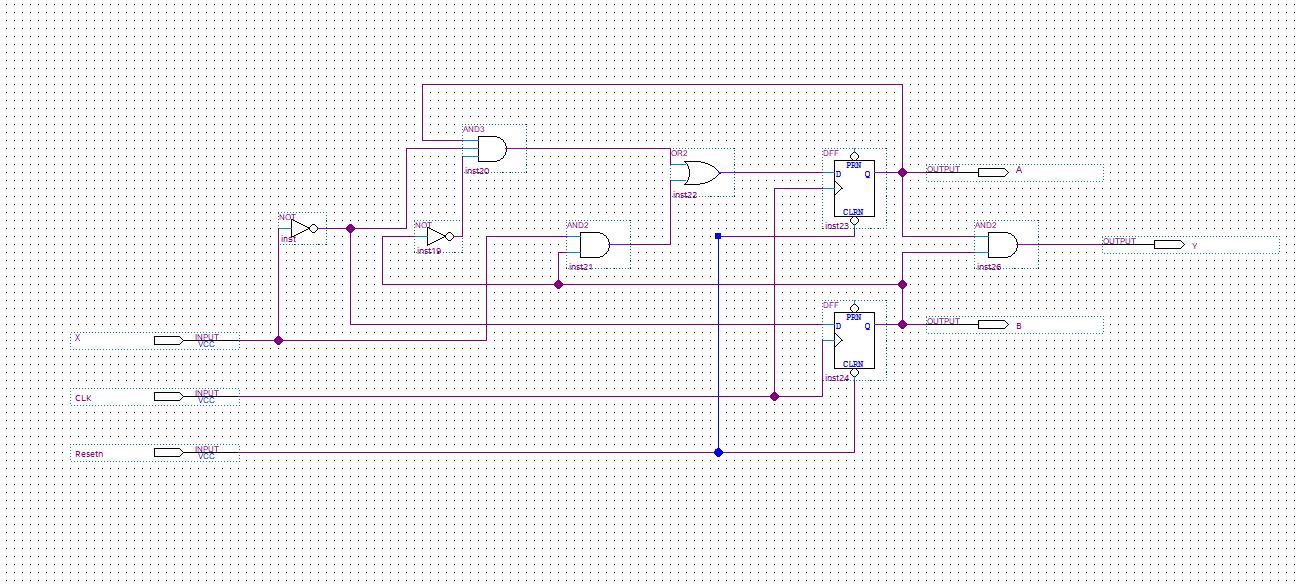 AND3
inst20
OR2
inst22
DFF
PRN
D
Q
CLRN
inst23
OUTPUT
A
NOT
inst
NOT
inst19
AND2
inst21
AND2
inst26
OUTPUT
Y
DFF
PRN
D
Q
CLRN
inst24
OUTPUT
B
X
INPUT
VCC
CLK
INPUT
VCC
Resetn
INPUT
VCC